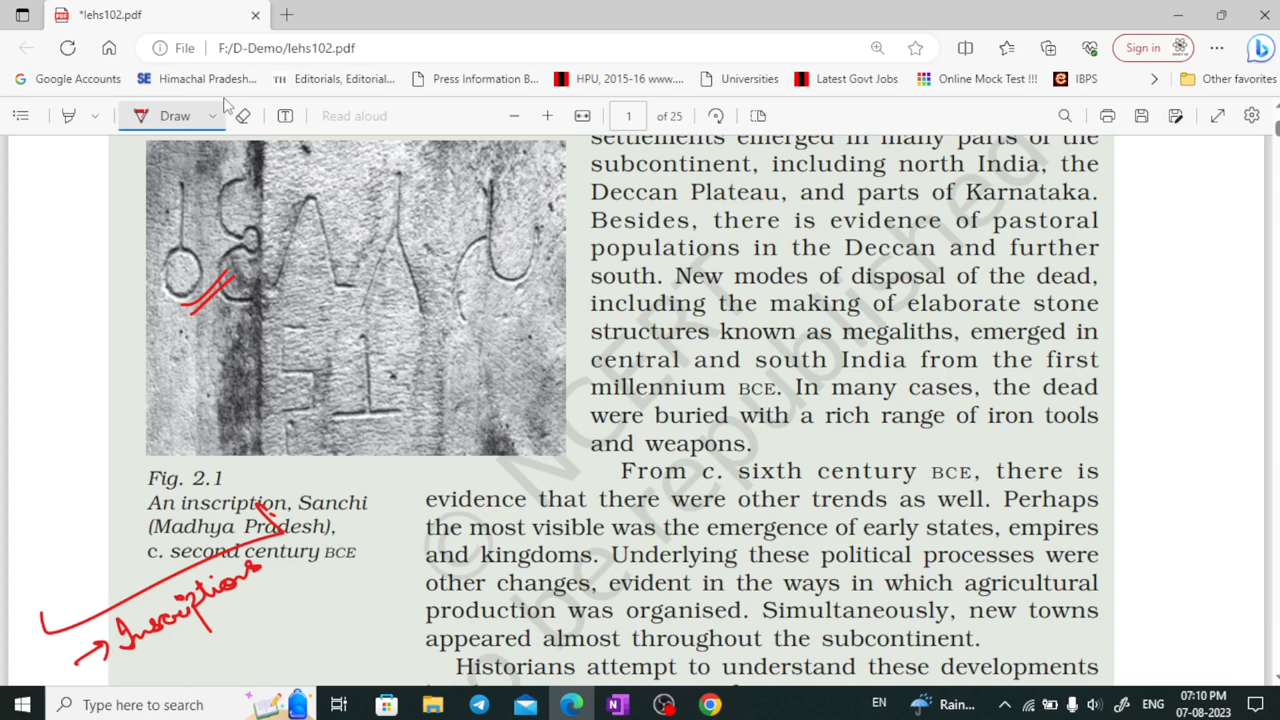 *lehs102.pdf
File F:/D-Demo/lehs102.pdf Sign in
Google Accounts SE Himachal Pradesh... TH Editorials, Editorial... Press Information B... HPU, 2015-16 www.... Universities Latest Govt Jobs Online Mock Test !!! IBPS Other favorites
Draw Read aloud 1 of 25
settlements emerged in many parts of the
subcontinent, including north India, the
Deccan Plateau, and parts of Karnataka.
Besides, there is evidence of pastoral
populations in the Deccan and further
south. New modes of disposal of the dead,
including the making of elaborate stone
structures known as megaliths, emerged in
central and south India from the first
millennium BCE. In many cases, the dead
were buried with a rich range of iron tools
and weapons.
Fig. 2.1
An inscription, Sanchi
(Madhya Pradesh),
c. second century BCE
Inscriptions
From c. sixth century BCE, there is
evidence that there were other trends as well. Perhaps
the most visible was the emergence of early states, empires
and kingdoms. Underlying these political processes were
other changes, evident in the ways in which agricultural
production was organised. Simultaneously, new towns
appeared almost throughout the subcontinent.
Historians attempt to understand these developments
© NCERT
to be republished
Type here to search EN Rain... ENG 07:10 PM
07-08-2023